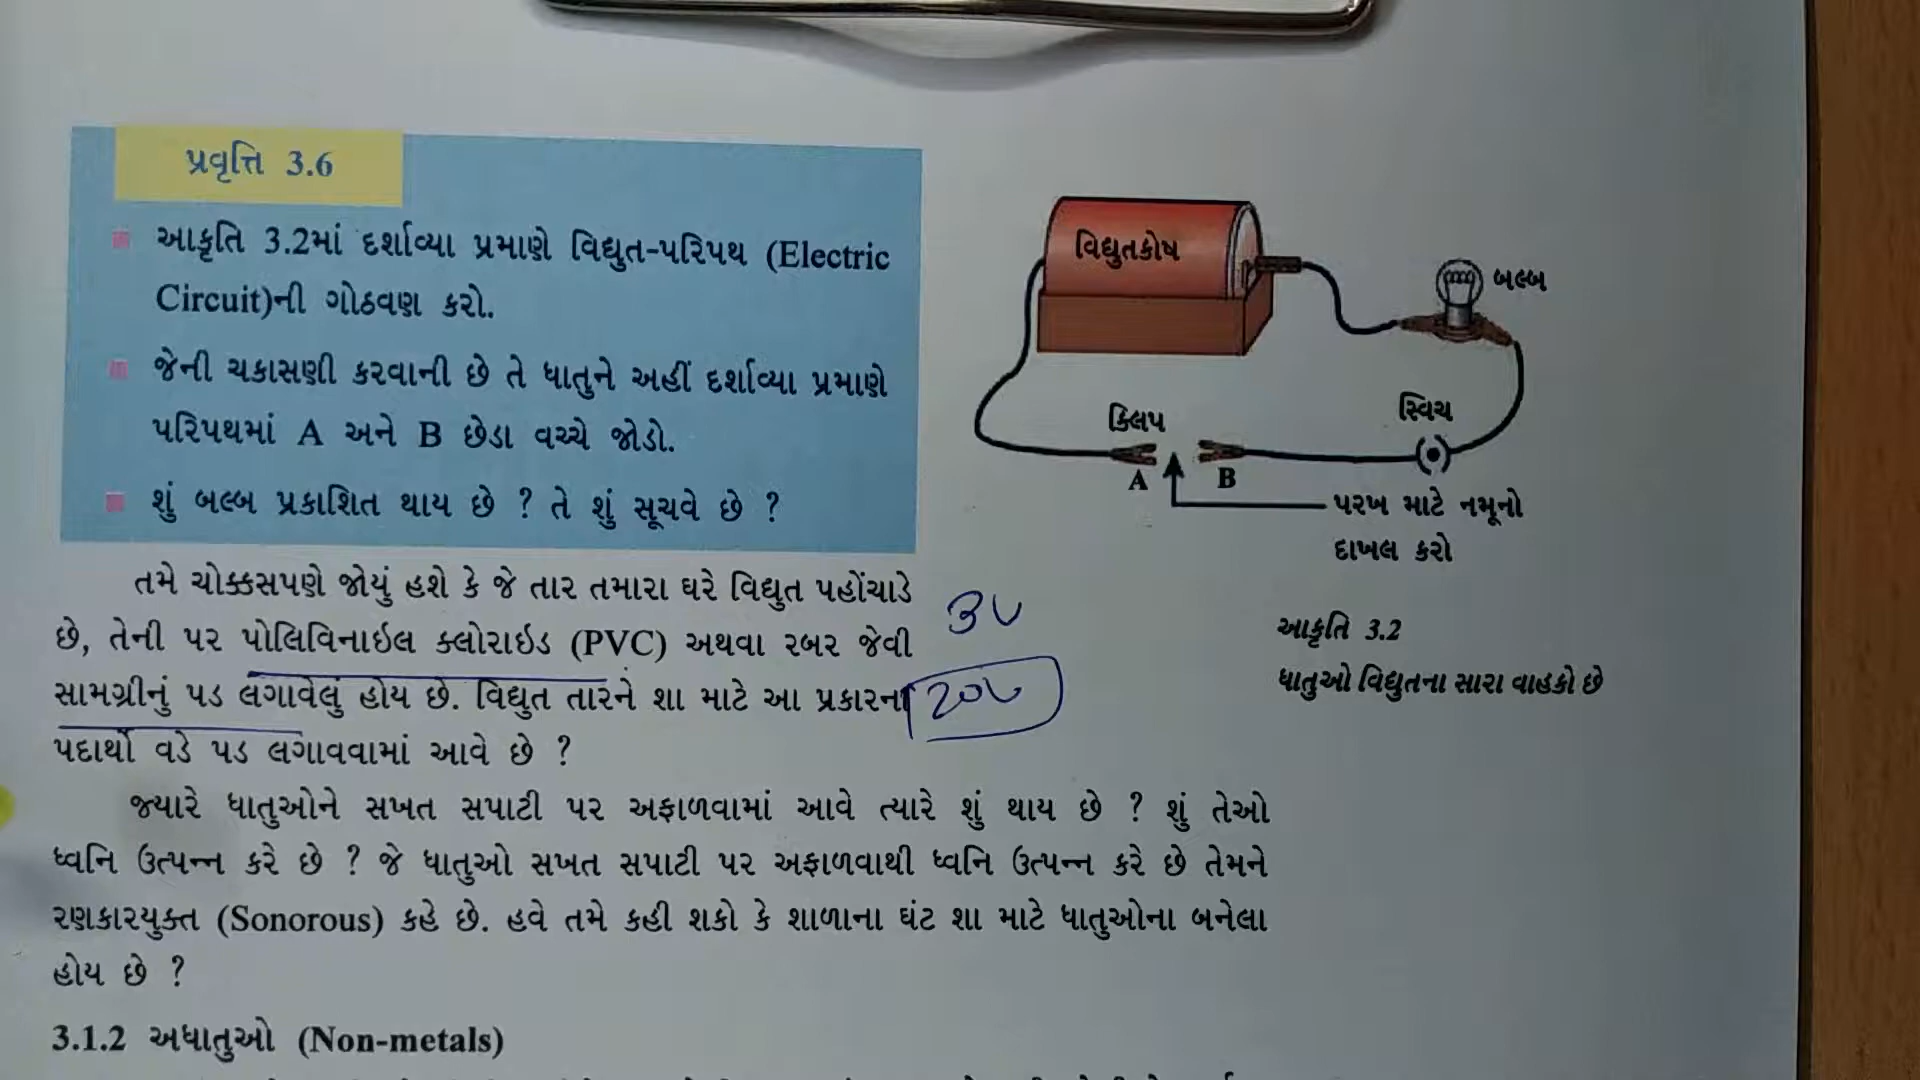 પ્રવૃત્તિ 3.6
આકૃતિ 3.2માં દર્શાવ્યા પ્રમાણે વિદ્યુત-પરિપથ (Electric
Circuit)ની ગોઠવણ કરો.
જેની ચકાસણી કરવાની છે તે ધાતુને અહીં દર્શાવ્યા પ્રમાણે
પરિપથમાં A અને B છેડા વચ્ચે જોડો.
શું બલ્બ પ્રકાશિત થાય છે ? તે શું સૂચવે છે ?
વિદ્યુતકોષ
બલ્બ
ક્લિપ
સ્વિચ
A
B
પરખ માટે નમૂનો
દાખલ કરો
આકૃતિ 3.2
ધાતુઓ વિદ્યુતના સારા વાહકો છે
તમે ચોક્કસપણે જોયું હશે કે જે તાર તમારા ઘરે વિદ્યુત પહોંચાડે
છે, તેની પર પોલિવિનાઇલ ક્લોરાઇડ (PVC) અથવા રબર જેવી
સામગ્રીનું પડ લગાવેલું હોય છે. વિદ્યુત તારને શા માટે આ પ્રકારના
પદાર્થો વડે પડ લગાવવામાં આવે છે ?
3V
20V
જ્યારે ધાતુઓને સખત સપાટી પર અફાળવામાં આવે ત્યારે શું થાય છે ? શું તેઓ
ધ્વનિ ઉત્પન્ન કરે છે ? જે ધાતુઓ સખત સપાટી પર અફાળવાથી ધ્વનિ ઉત્પન્ન કરે છે તેમને
રણકારયુક્ત (Sonorous) કહે છે. હવે તમે કહી શકો કે શાળાના ઘંટ શા માટે ધાતુઓના બનેલા
હોય છે ?
3.1.2 અધાતુઓ (Non-metals)